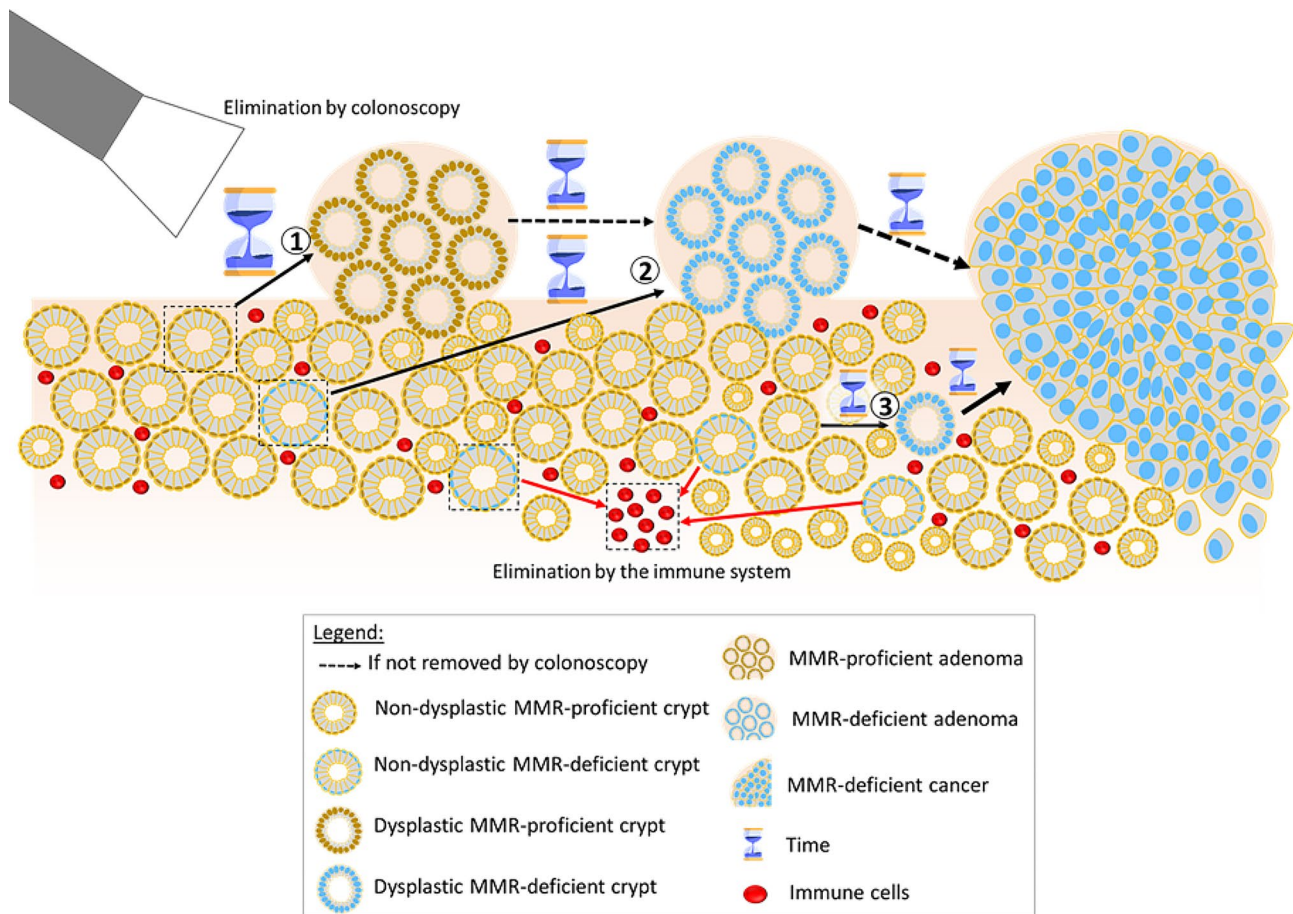 Elimination by colonoscopy
1
2
3
Elimination by the immune system
Legend:
If not removed by colonoscopy
Non-dysplastic MMR-proficient crypt
Non-dysplastic MMR-deficient crypt
Dysplastic MMR-proficient crypt
Dysplastic MMR-deficient crypt
MMR-proficient adenoma
MMR-deficient adenoma
MMR-deficient cancer
Time
Immune cells